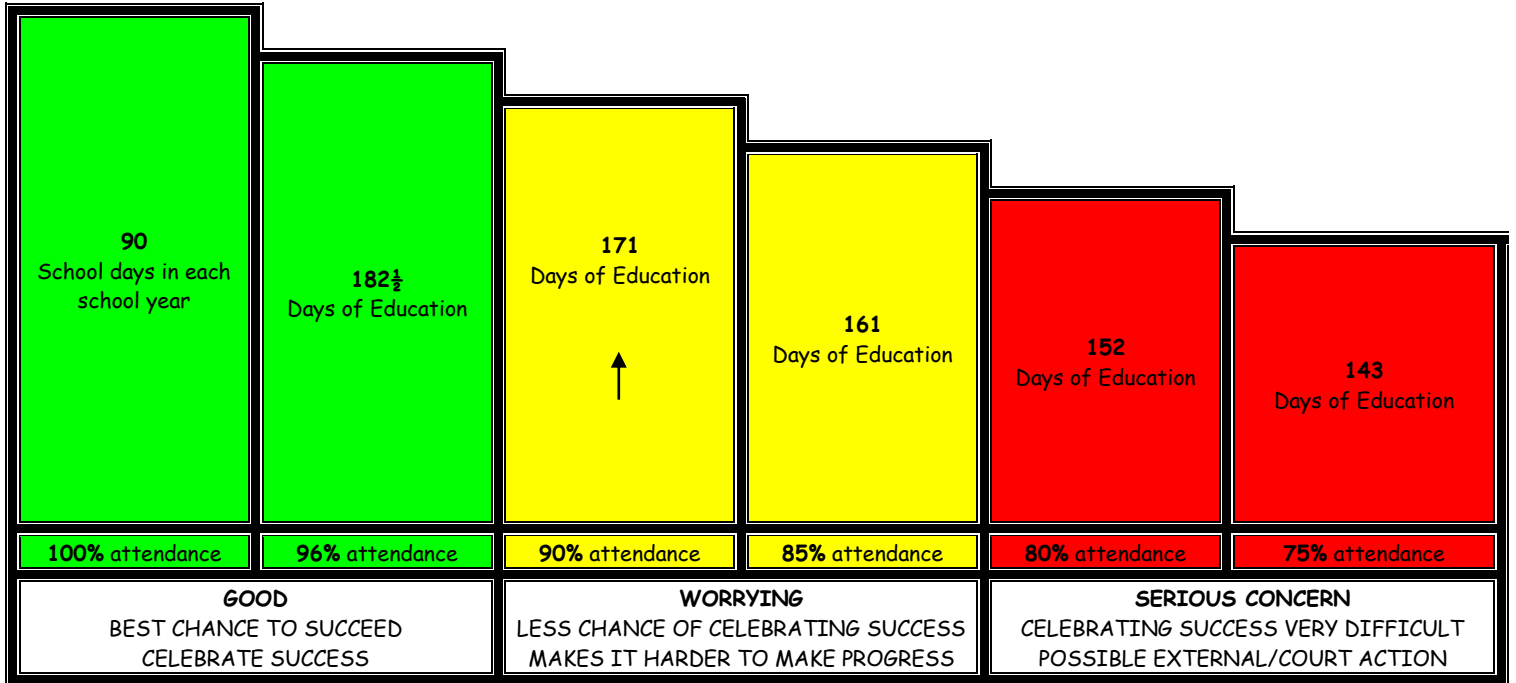 90
School days in each
school year
182½
Days of Education
171
Days of Education
161
Days of Education
152
Days of Education
143
Days of Education
100% attendance
96% attendance
90% attendance
85% attendance
80% attendance
75% attendance
GOOD
BEST CHANCE TO SUCCEED
CELEBRATE SUCCESS
WORRYING
LESS CHANCE OF CELEBRATING SUCCESS
MAKES IT HARDER TO MAKE PROGRESS
SERIOUS CONCERN
CELEBRATING SUCCESS VERY DIFFICULT
POSSIBLE EXTERNAL/COURT ACTION